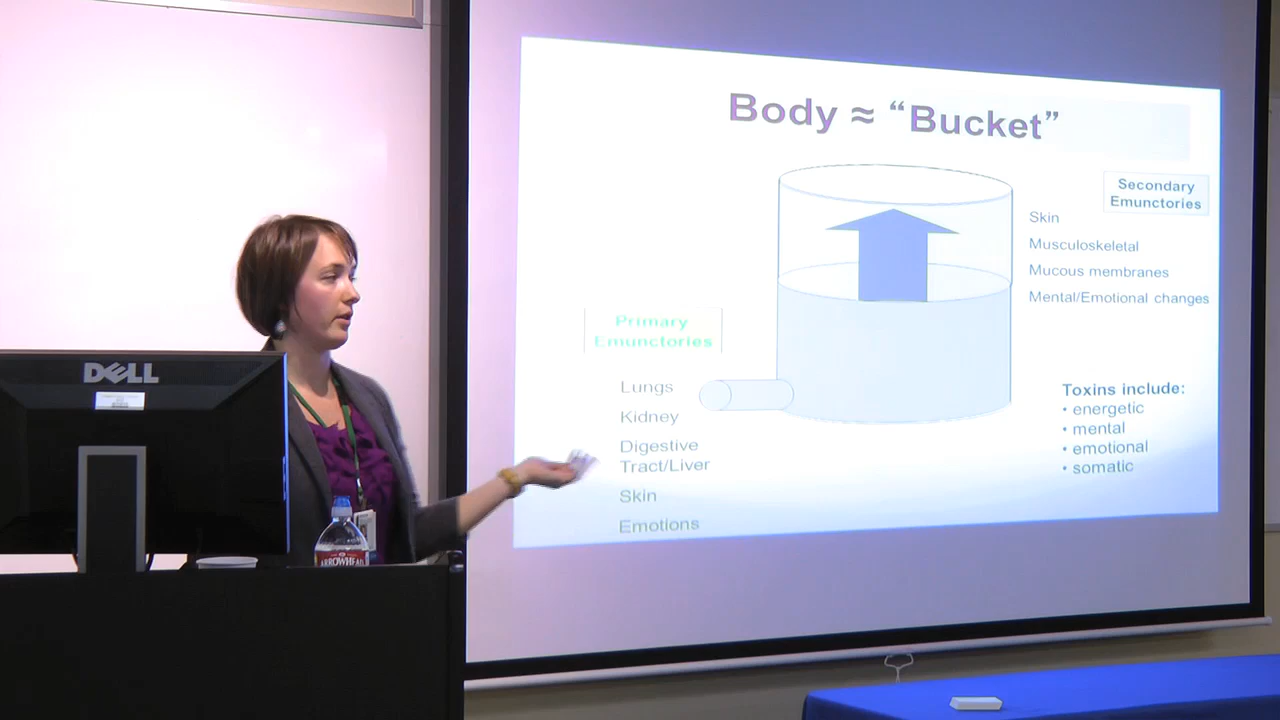 Body ≈ “Bucket”
Secondary
Emunctories
Skin
Musculoskeletal
Mucous membranes
Mental/Emotional changes
Primary
Emunctories
Lungs
Kidney
Digestive
Tract/Liver
Skin
Emotions
Toxins include:
• energetic
• mental
• emotional
• somatic
DELL
ARROWHEAD